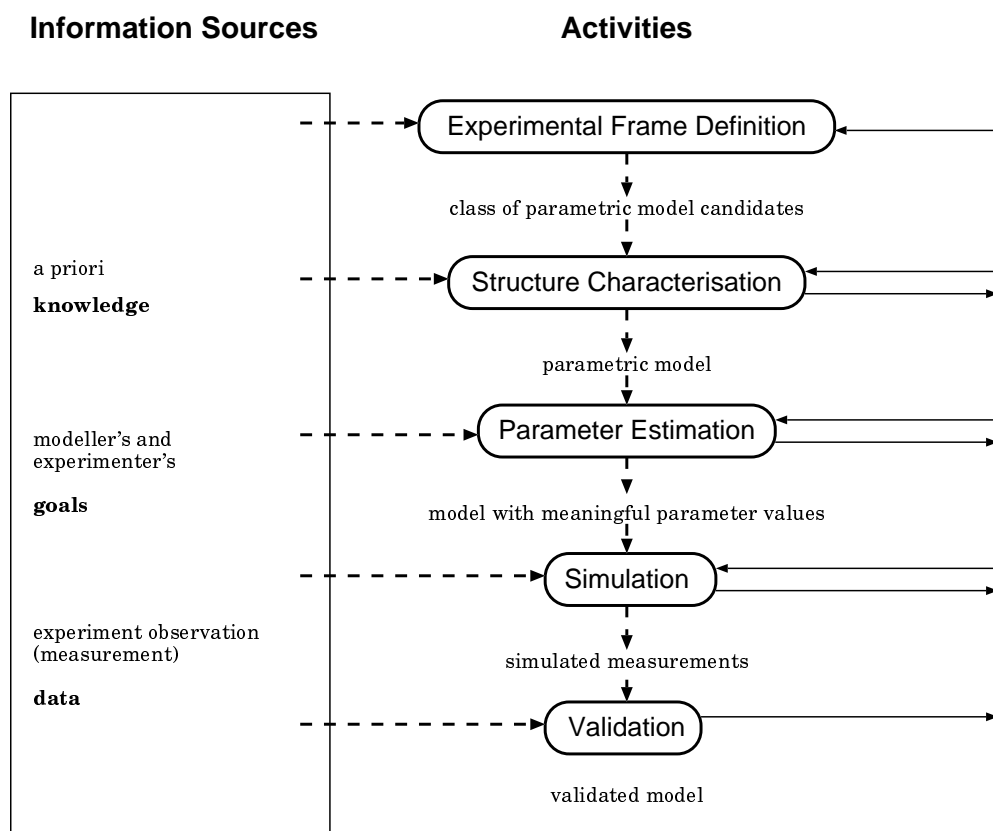 Information Sources
Activities
Experimental Frame Definition
class of parametric model candidates
a priori
knowledge
Structure Characterisation
parametric model
modeller's and
experimenter's
goals
Parameter Estimation
model with meaningful parameter values
Simulation
experiment observation
(measurement)
data
simulated measurements
Validation
validated model